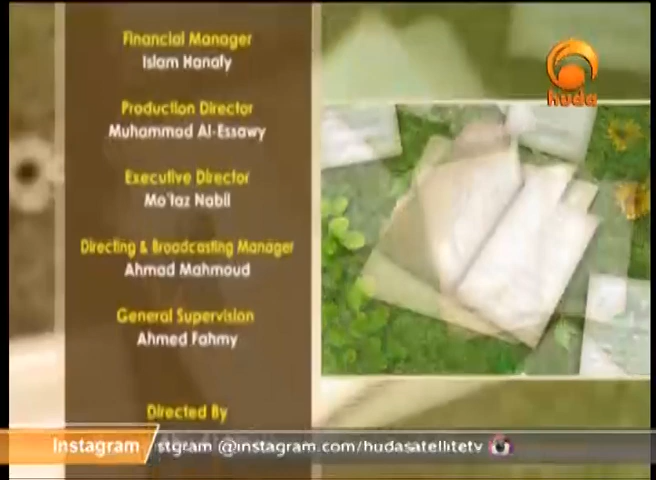 Financial Manager
Islam Hanafy
huda
Production Director
Muhammad Al-Essawy
Executive Director
Mo'taz Nabil
Directing & Broadcasting Manager
Ahmad Mahmoud
General Supervision
Ahmed Fahmy
Directed By
Instagram
stgram @instagram.com/hudasatellitetv